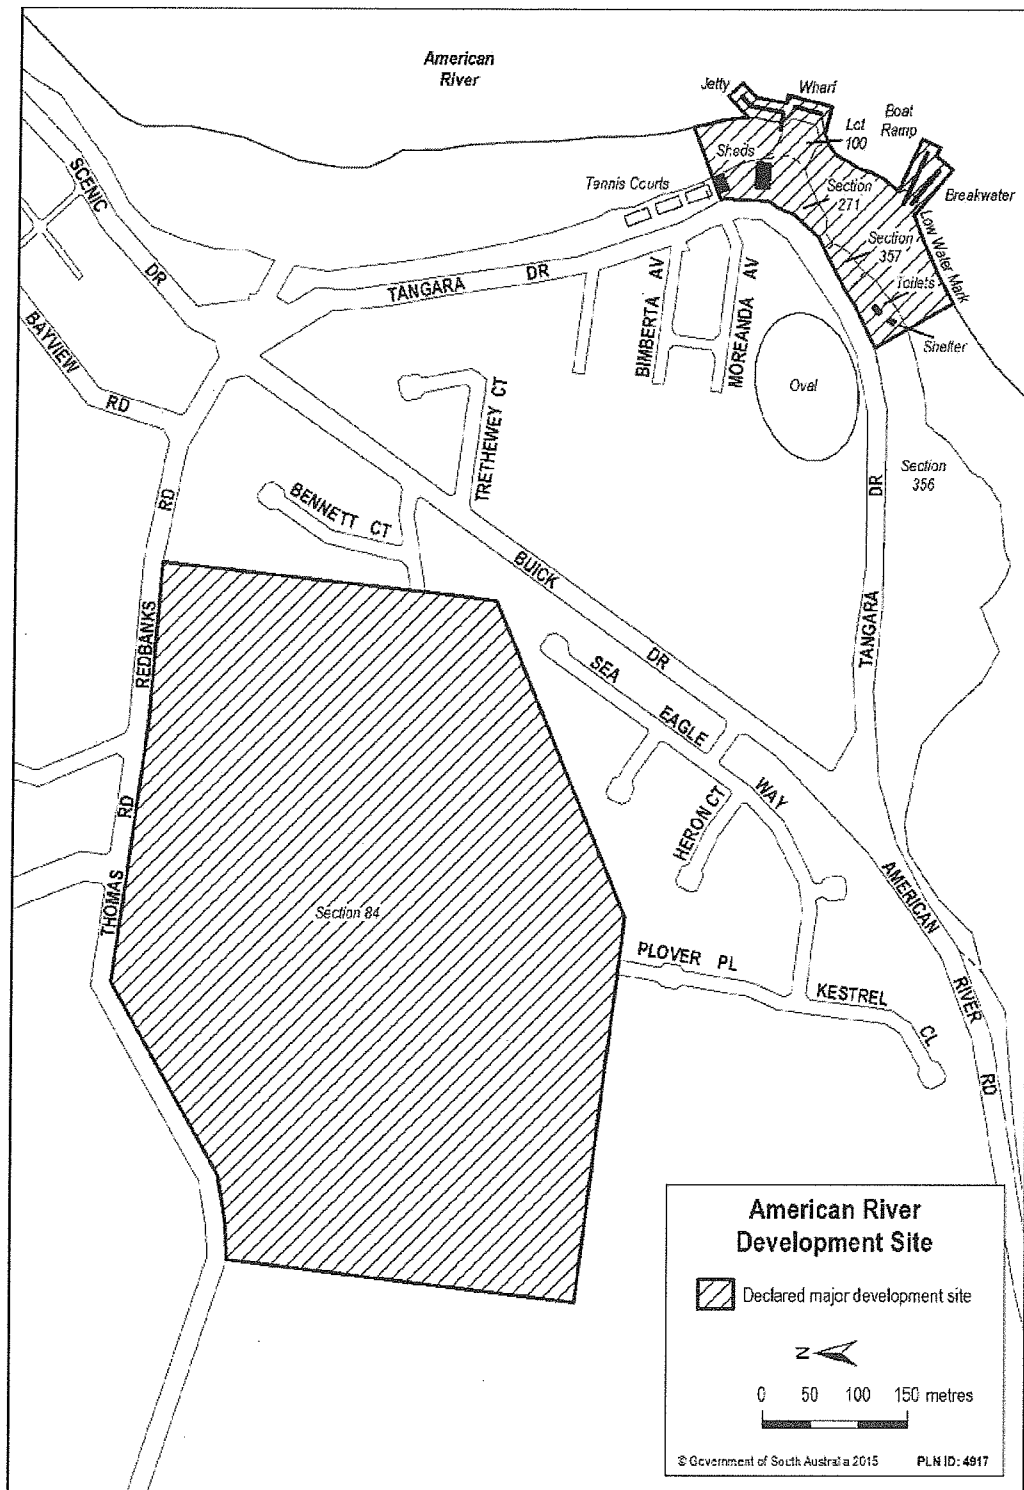 American
River
Jetty
Wharf
Boat
Ramp
Lot
100
Sheds
Tennis Courts
Section
271
Breakwater
Section
357
Low Water Mark
Toilets
Shelter
SCENIC
DR
TANGARA DR
BIMBERTA AV
MOREANDA AV
Oval
BAYVIEW
RD
TRETHEWEY CT
Section
356
RD
BENNETT CT
DR
BUICK
DR
TANGARA
REDBANKS
SEA
EAGLE
WAY
HERON CT
RD
THOMAS
Section 84
AMERICAN
RIVER
RD
PLOVER PL
KESTREL
CL
American River
Development Site
Declared major development site
N
0 50 100 150 metres
© Government of South Australia 2015 PLN ID: 4917